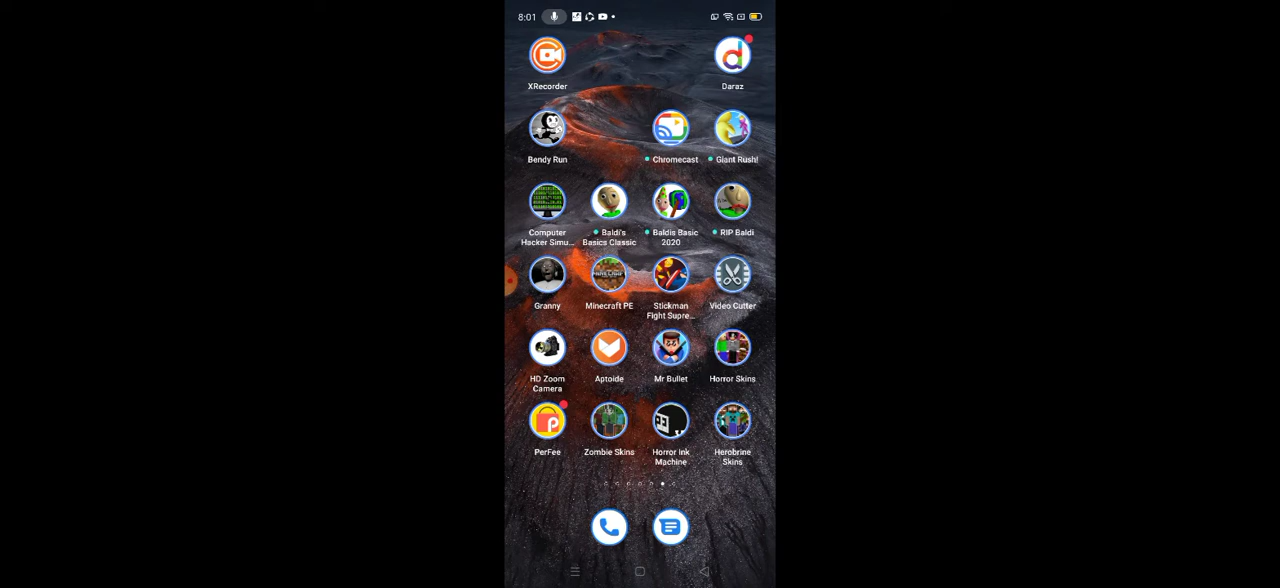 8:01
XRecorder
Daraz
Bendy Run
Chromecast
Giant Rush!
Computer
Hacker Simu...
Baldi's
Basics Classic
Baldis Basic
2020
RIP Baldi
Granny
Minecraft PE
Stickman
Fight Supre...
Video Cutter
HD Zoom
Camera
Aptoide
Mr Bullet
Horror Skins
PerFee
Zombie Skins
Horror Ink
Machine
Herobrine
Skins